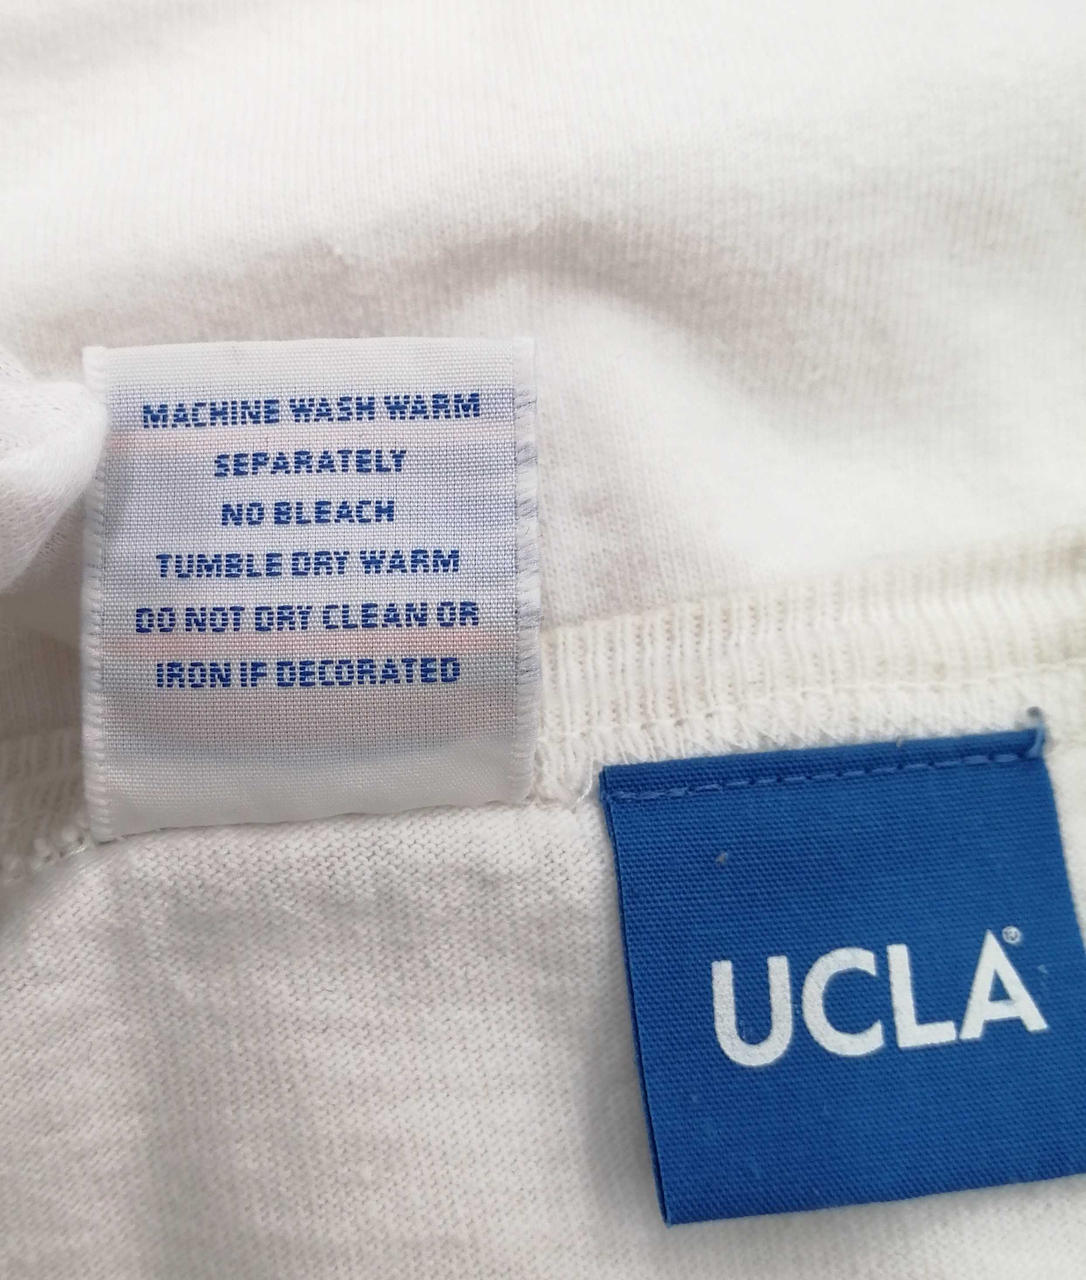 MACHINE WASH WARM
SEPARATELY
NO BLEACH
TUMBLE DRY WARM
DO NOT DRY CLEAN OR
IRON IF DECORATED
UCLA®